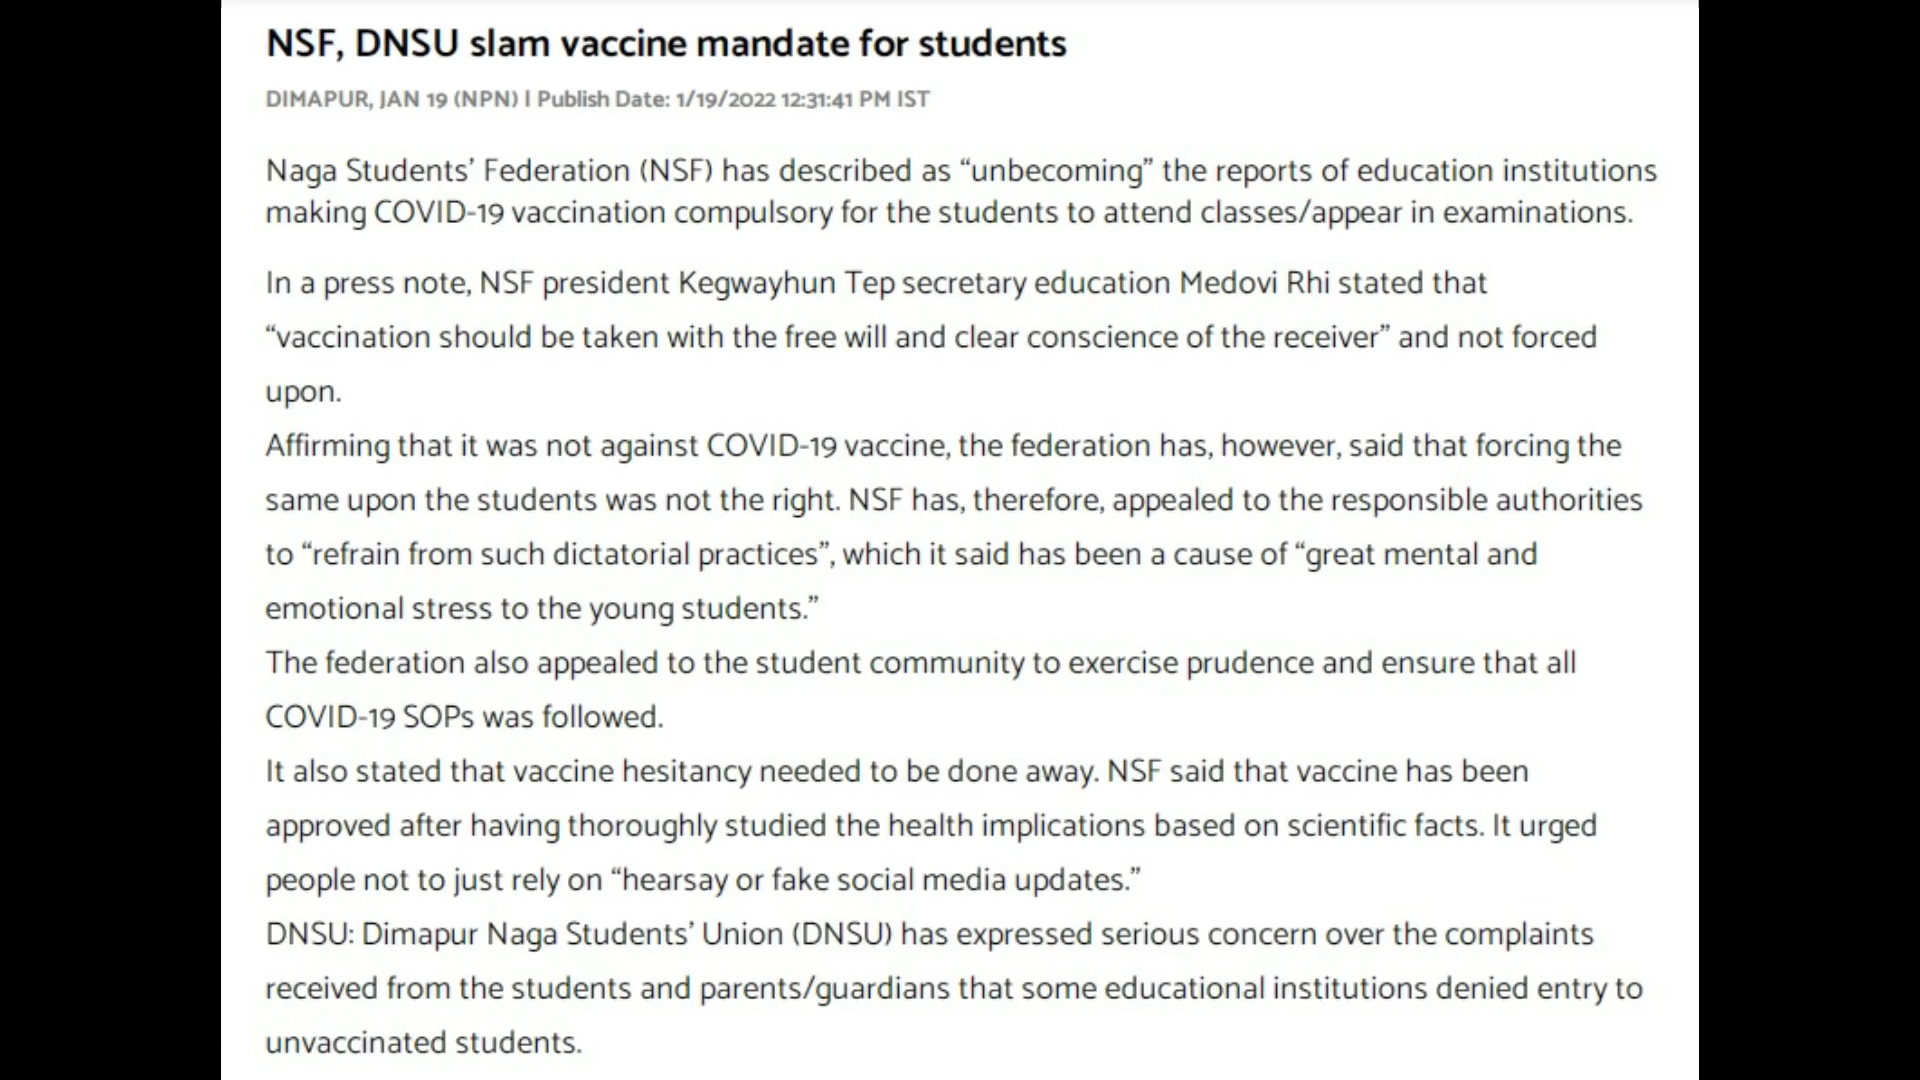 NSF, DNSU slam vaccine mandate for students
DIMAPUR, JAN 19 (NPN) | Publish Date: 1/19/2022 12:31:41 PM IST
Naga Students’ Federation (NSF) has described as “unbecoming” the reports of education institutions
making COVID-19 vaccination compulsory for the students to attend classes/appear in examinations.
In a press note, NSF president Kegwayhun Tep secretary education Medovi Rhi stated that
“vaccination should be taken with the free will and clear conscience of the receiver” and not forced
upon.
Affirming that it was not against COVID-19 vaccine, the federation has, however, said that forcing the
same upon the students was not the right. NSF has, therefore, appealed to the responsible authorities
to “refrain from such dictatorial practices”, which it said has been a cause of “great mental and
emotional stress to the young students.”
The federation also appealed to the student community to exercise prudence and ensure that all
COVID-19 SOPs was followed.
It also stated that vaccine hesitancy needed to be done away. NSF said that vaccine has been
approved after having thoroughly studied the health implications based on scientific facts. It urged
people not to just rely on “hearsay or fake social media updates.”
DNSU: Dimapur Naga Students’ Union (DNSU) has expressed serious concern over the complaints
received from the students and parents/guardians that some educational institutions denied entry to
unvaccinated students.